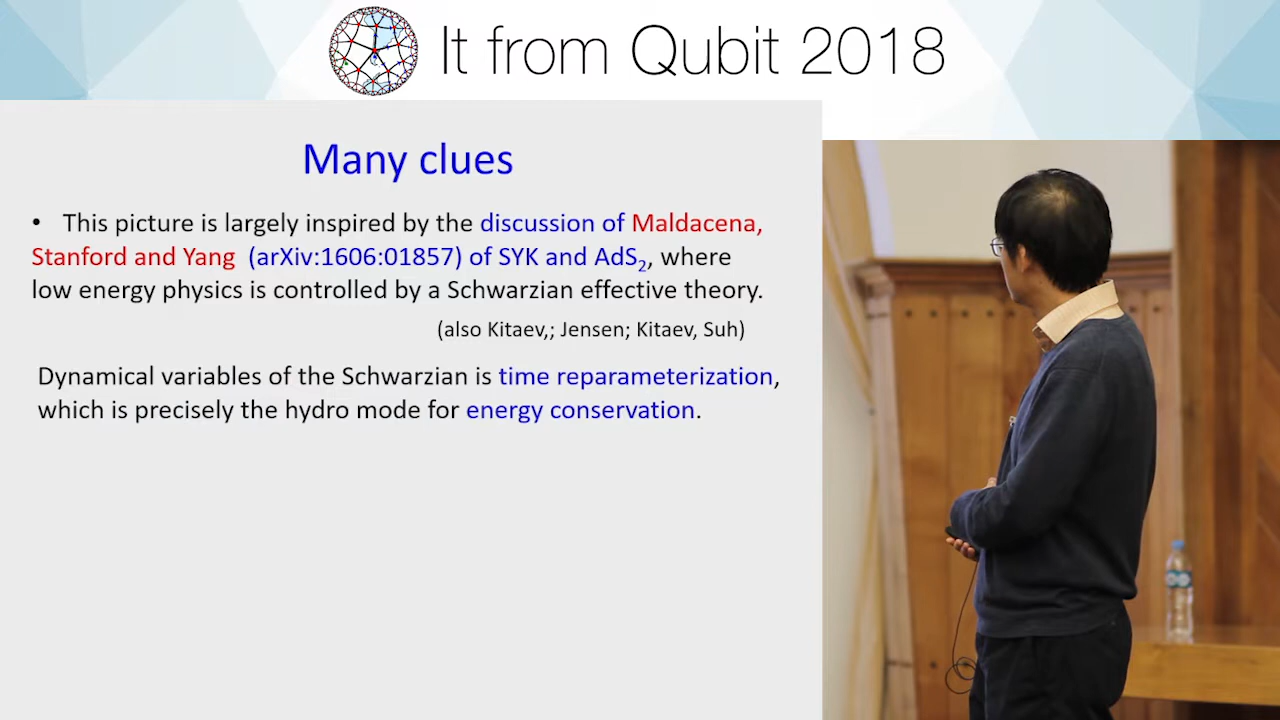 It from Qubit 2018
Many clues
• This picture is largely inspired by the discussion of Maldacena,
Stanford and Yang (arXiv:1606:01857) of SYK and AdS₂, where
low energy physics is controlled by a Schwarzian effective theory.
(also Kitaev,; Jensen; Kitaev, Suh)
Dynamical variables of the Schwarzian is time reparameterization,
which is precisely the hydro mode for energy conservation.